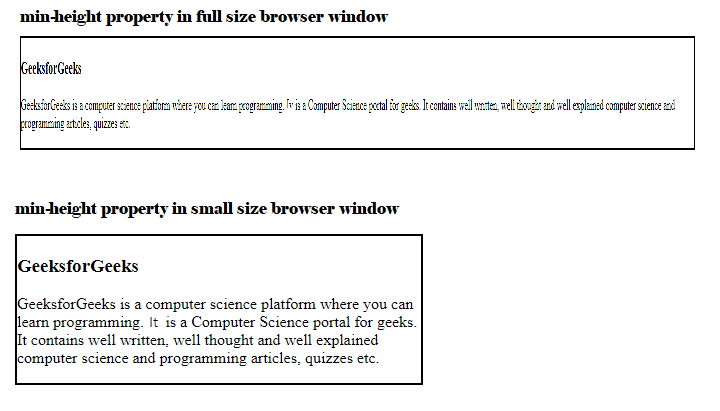 min-height property in full size browser window
GeeksforGeeks
GeeksforGeeks is a computer science platform where you can learn programming. It is a Computer Science portal for geeks. It contains well written, well thought and well explained computer science and
programming articles, quizzes etc.
min-height property in small size browser window
GeeksforGeeks
GeeksforGeeks is a computer science platform where you can
learn programming. It is a Computer Science portal for geeks.
It contains well written, well thought and well explained
computer science and programming articles, quizzes etc.